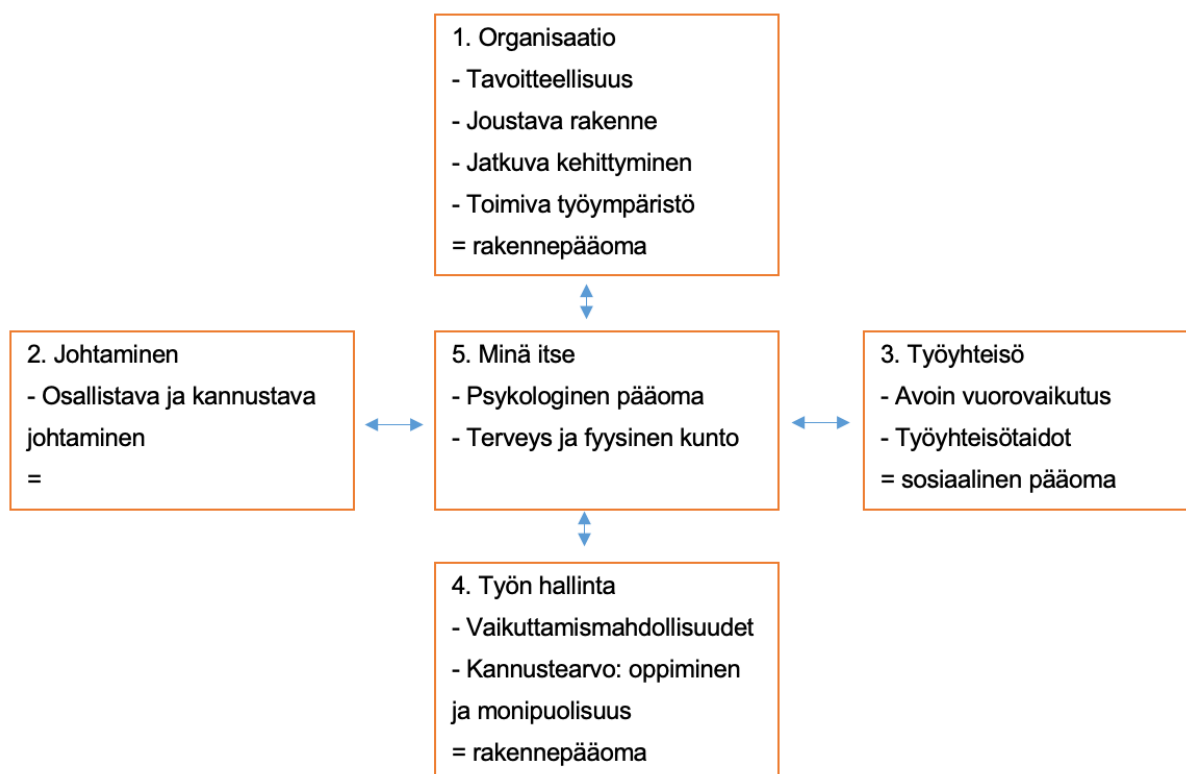 1. Organisaatio
- Tavoitteellisuus
- Joustava rakenne
- Jatkuva kehittyminen
- Toimiva työympäristö
= rakennepääoma
2. Johtaminen
- Osallistava ja kannustava
johtaminen
=
5. Minä itse
- Psykologinen pääoma
- Terveys ja fyysinen kunto
3. Työyhteisö
- Avoin vuorovaikutus
- Työyhteisötaidot
= sosiaalinen pääoma
4. Työn hallinta
- Vaikuttamismahdollisuudet
- Kannustearvo: oppiminen
ja monipuolisuus
= rakennepääoma